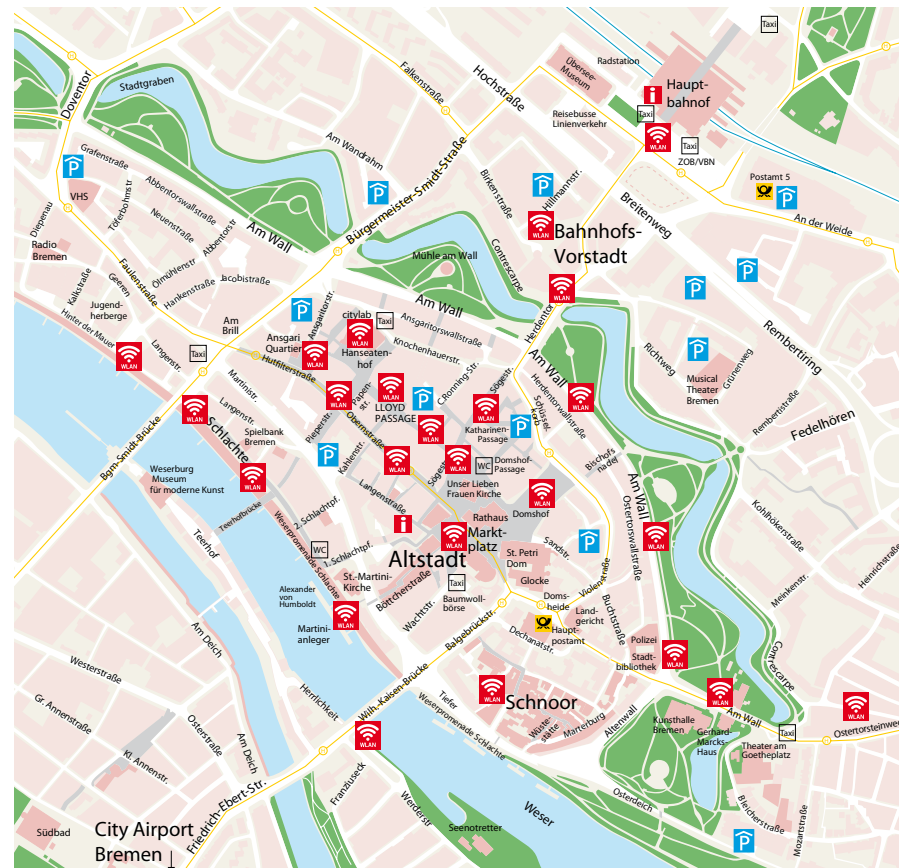 Taxi
Stadtgraben
Doventor
Falkenstraße
Hochstraße
Übersee-
Museum
Radstation
i
Haupt-
bahnhof
Taxi
Reisebusse
Linienverkehr
WLAN
Taxi
ZOB/VBN
Grafenstraße
P
VHS
Diepenau
Töferbohmstr
Abbentorswallstraße
Neuenstraße
Abbentorstr
Am Wandrahm
P
Bürgermeister-Smidt-Straße
Birkenstraße
P
Hillmannstr.
WLAN
Bahnhofs-
Vorstadt
Breitenweg
Postamt 5
P
An der Weide
Radio
Bremen
Am Wall
Mühle am Wall
Contrescarpe
Faulenstraße
Ölmühlenstr
Jacobistraße
Hankenstraße
Geeren
Kalkstraße
Jugend-
herberge
Hinter der Mauer
Langenstr.
WLAN
Am
Brill
Taxi
P
Ansgaritorstr.
citylab
Taxi
WLAN
Hanseaten-
hof
Ansgari
Quartier
WLAN
Hutfilterstraße
Am Wall
Ansgaritorswallstraße
Knochenhauerstr.
Herdentor
WLAN
P
P
Rembertiring
Richtweg
P
Musical
Theater
Bremen
Grünenweg
Rembertistraße
Fedelhören
Am Wall
Herdentorswallstraße
WLAN
Bischofs
nadel
Schüssel-
korb
Sögestr.
C.Ronning-Str.
WLAN
Katharinen-
Passage
P
WLAN
LLOYD
PASSAGE
P
Papen-
str.
WLAN
Pieperstr.
Obernstraße
WLAN
WLAN
Sögestr.
WLAN
WC
Domshof-
Passage
Unser Lieben
Frauen Kirche
WLAN
Domshof
Martinistr.
Langenstr.
Spielbank
Bremen
WLAN
Schlachte
Bgm-Smidt-Brücke
P
Kahlenstr.
Langenstraße
WLAN
Weserburg
Museum
für moderne Kunst
Teerhofbrücke
Teerhof
Weserpromenade Schlachte
2. Schlachtpf.
1. Schlachtpf.
WC
i
Altstadt
WLAN
Rathaus
Markt-
platz
St. Petri
Dom
Glocke
Sandstr.
P
Violenstraße
Am Wall
Ostertorswallstraße
WLAN
Kohlhökerstraße
Heinrichstraße
Meinkenstr.
Contrescarpe
Alexander
von
Humboldt
St.-Martini-
Kirche
WLAN
Martini-
anleger
Böttcherstraße
Wachtstr.
Taxi
Baumwoll-
börse
Balgebrückstr.
Doms-
heide
Haupt-
postamt
Dechanatstr.
Land-
gericht
Buchtstraße
Polizei
Stadt-
bibliothek
WLAN
Am Deich
Westerstraße
Gr. Annenstraße
Kl. Annenstr.
Osterstraße
Am Deich
Herrlichkeit
Wilh.-Kaisen-Brücke
WLAN
Franziuseck
Werderstr
Tiefer
Weserpromenade Schlachte
WLAN
Schnoor
Wüste-
stätte
Marterburg
Altenwall
Kunsthalle
Bremen
WLAN
Am Wall
Gerhard-
Marcks-
Haus
Taxi
Theater am
Goetheplatz
WLAN
Ostertorsteinweg
Friedrich-Ebert-Str.
Südbad
City Airport
Bremen
Seenotretter
Weser
Osterdeich
Bleicherstraße
P
Mozartstraße